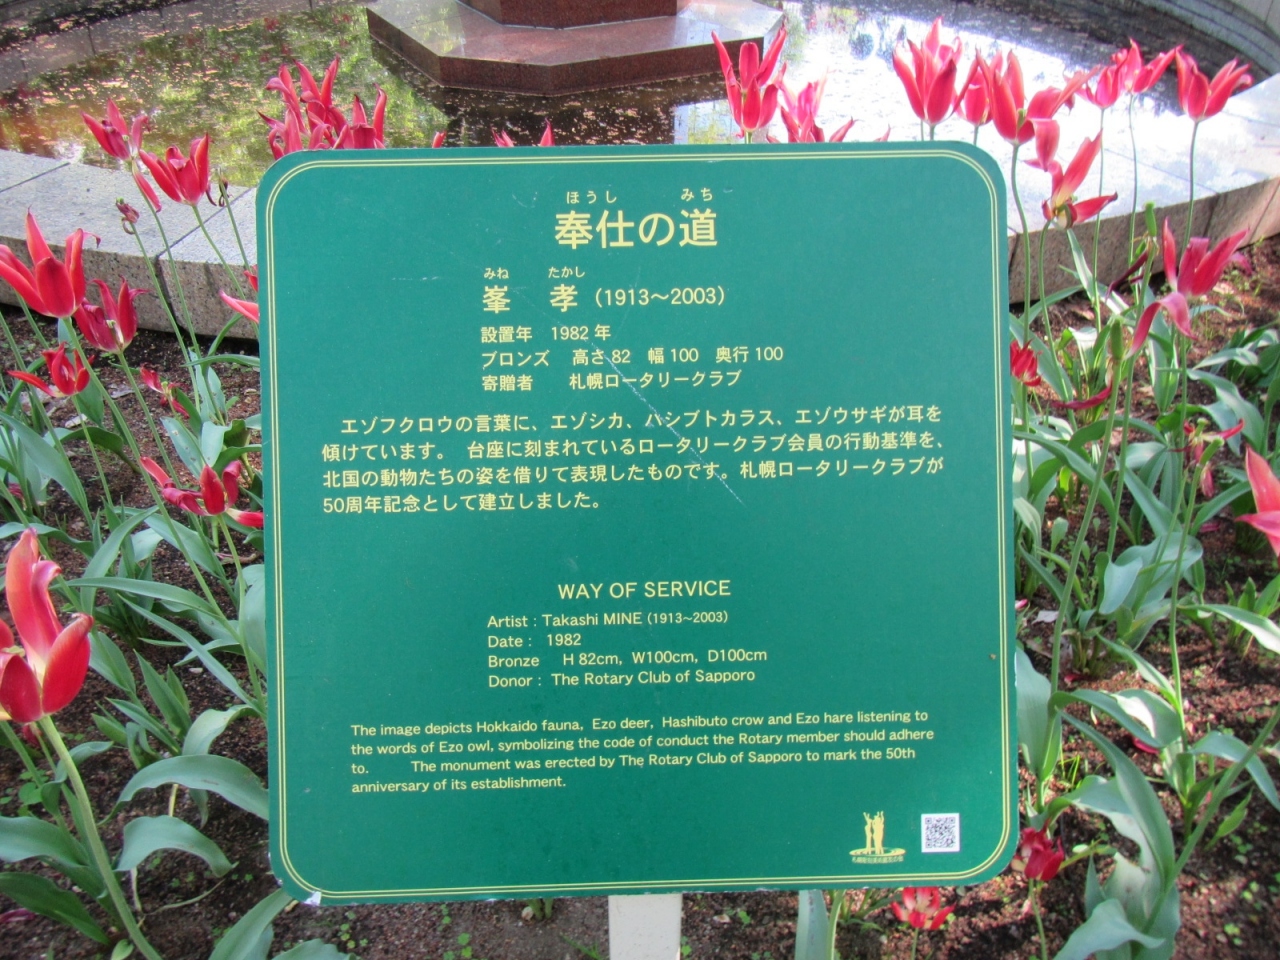 ほうし みち
奉仕の道
みね たかし
峯 孝 (1913～2003)
設置年 1982 年
ブロンズ 高さ 82 幅 100 奥行 100
寄贈者 札幌ロータリークラブ
エゾフクロウの言葉に、エゾシカ、ハシブトカラス、エゾウサギが耳を
傾けています。 台座に刻まれているロータリークラブ会員の行動基準を、
北国の動物たちの姿を借りて表現したものです。札幌ロータリークラブが
50周年記念として建立しました。
WAY OF SERVICE
Artist : Takashi MINE (1913~2003)
Date : 1982
Bronze H 82cm, W100cm, D100cm
Donor : The Rotary Club of Sapporo
The image depicts Hokkaido fauna, Ezo deer, Hashibuto crow and Ezo hare listening to
the words of Ezo owl, symbolizing the code of conduct the Rotary member should adhere
to. The monument was erected by The Rotary Club of Sapporo to mark the 50th
anniversary of its establishment.